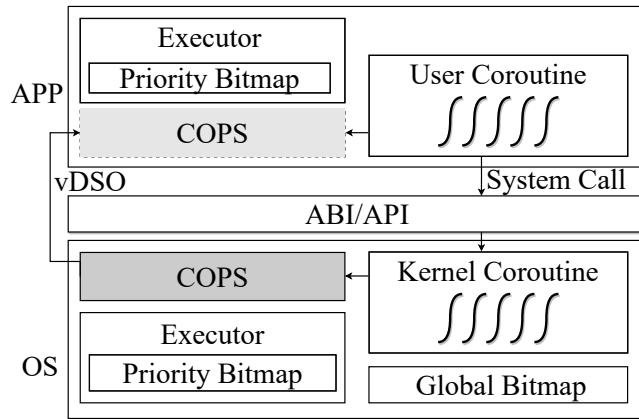 Executor
Priority Bitmap
User Coroutine
APP
COPS
vDSO
System Call
ABI/API
COPS
Kernel Coroutine
Executor
Priority Bitmap
OS
Global Bitmap